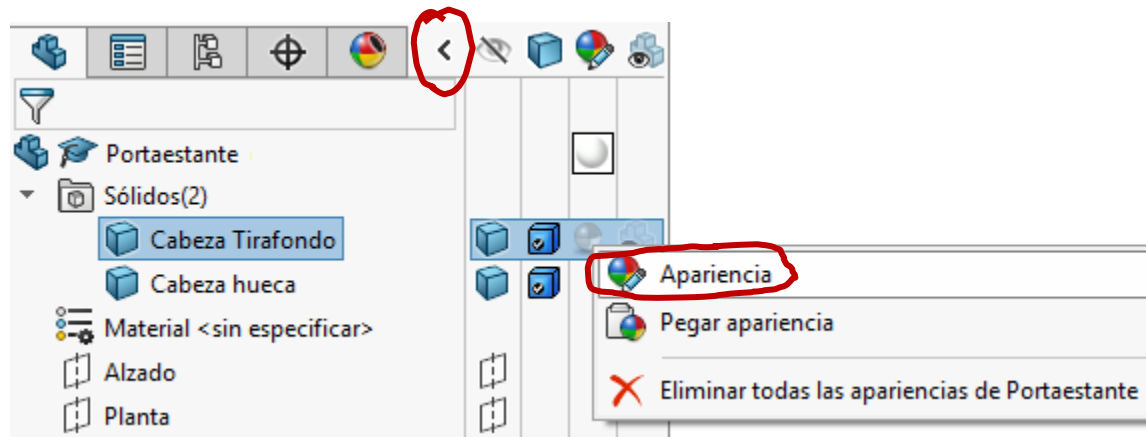 Portaestante
Sólidos(2)
Cabeza Tirafondo
Cabeza hueca
Material <sin especificar>
Alzado
Planta
Apariencia
Pegar apariencia
Eliminar todas las apariencias de Portaestante